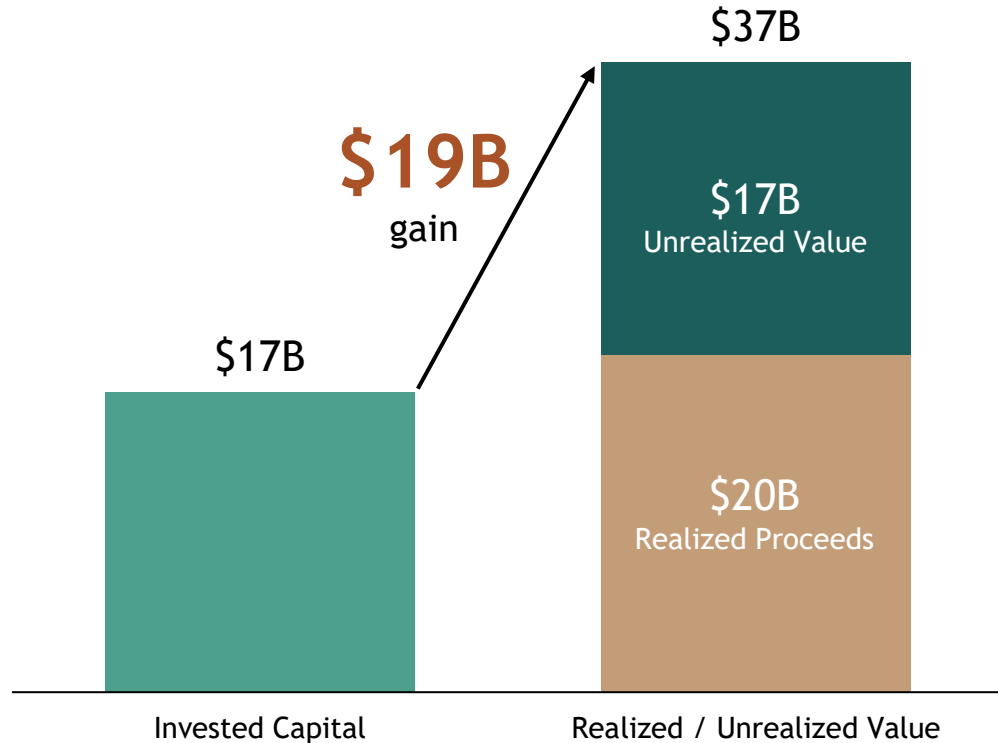 $37B
$19B
gain
$17B
Unrealized Value
$17B
$20B
Realized Proceeds
Invested Capital
Realized / Unrealized Value